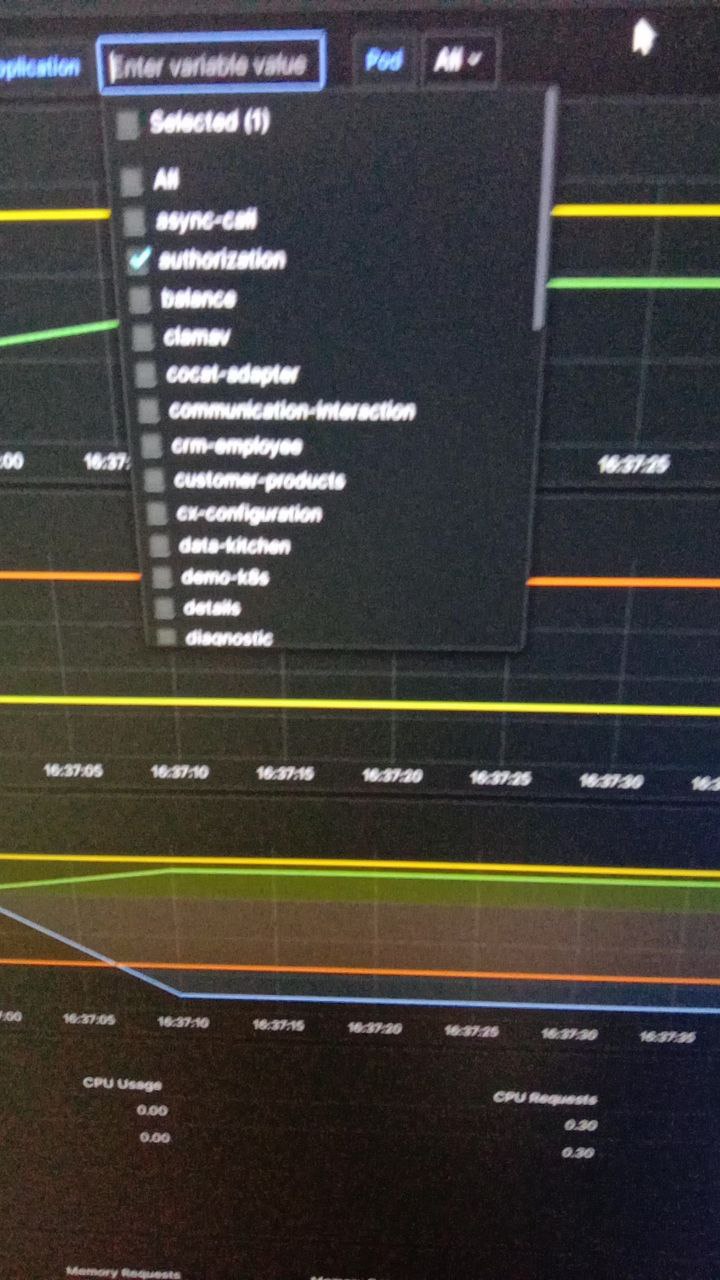 pplication Enter variable value Pod All
Selected (1)
All
async-call
authorization
balance
clamav
cocat-adapter
communication-interaction
crm-employee
customer-products
cx-configuration
data-kitchen
demo-k8s
details
diagnostic
:00 16:37: 16:37:25
16:37:05 16:37:10 16:37:15 16:37:20 16:37:25 16:37:30 16:3
7:00 16:37:05 16:37:10 16:37:15 16:37:20 16:37:25 16:37:30 16:37:35
CPU Usage CPU Requests
0.00 0.30
0.00 0.30
Memory Requests